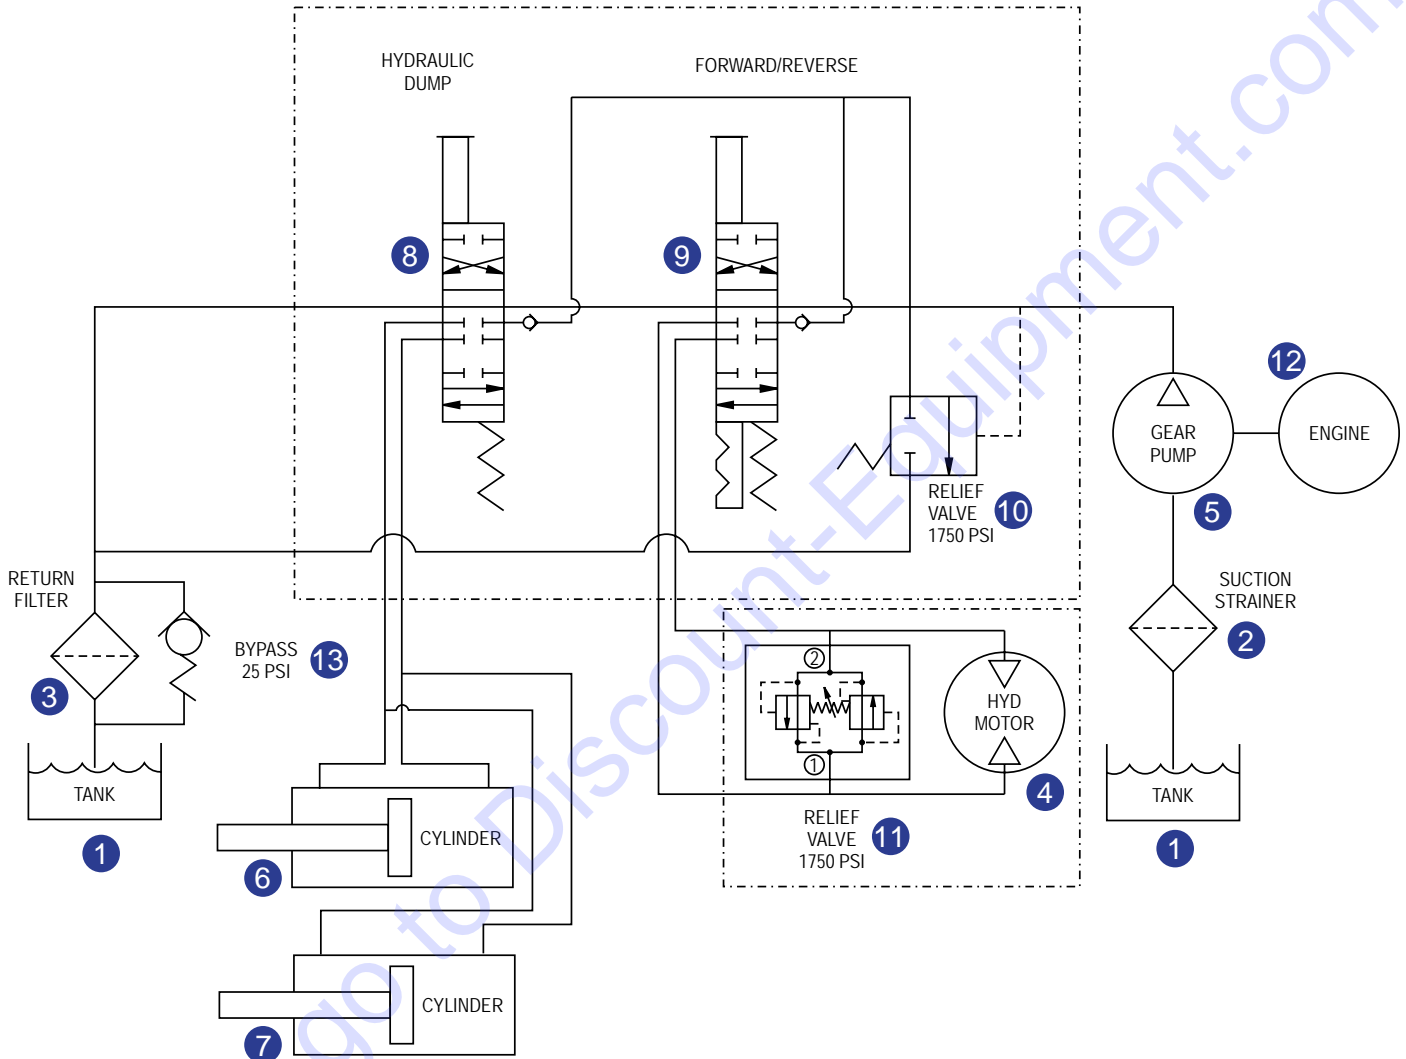 HYDRAULIC
DUMP
FORWARD/REVERSE
8
9
12
GEAR
PUMP
ENGINE
RELIEF
VALVE
1750 PSI
10
5
RETURN
FILTER
SUCTION
STRAINER
2
BYPASS
25 PSI
13
3
2
1
HYD
MOTOR
4
TANK
1
TANK
1
RELIEF
VALVE
1750 PSI
11
CYLINDER
6
CYLINDER
7
go to Discount-Equipment.com